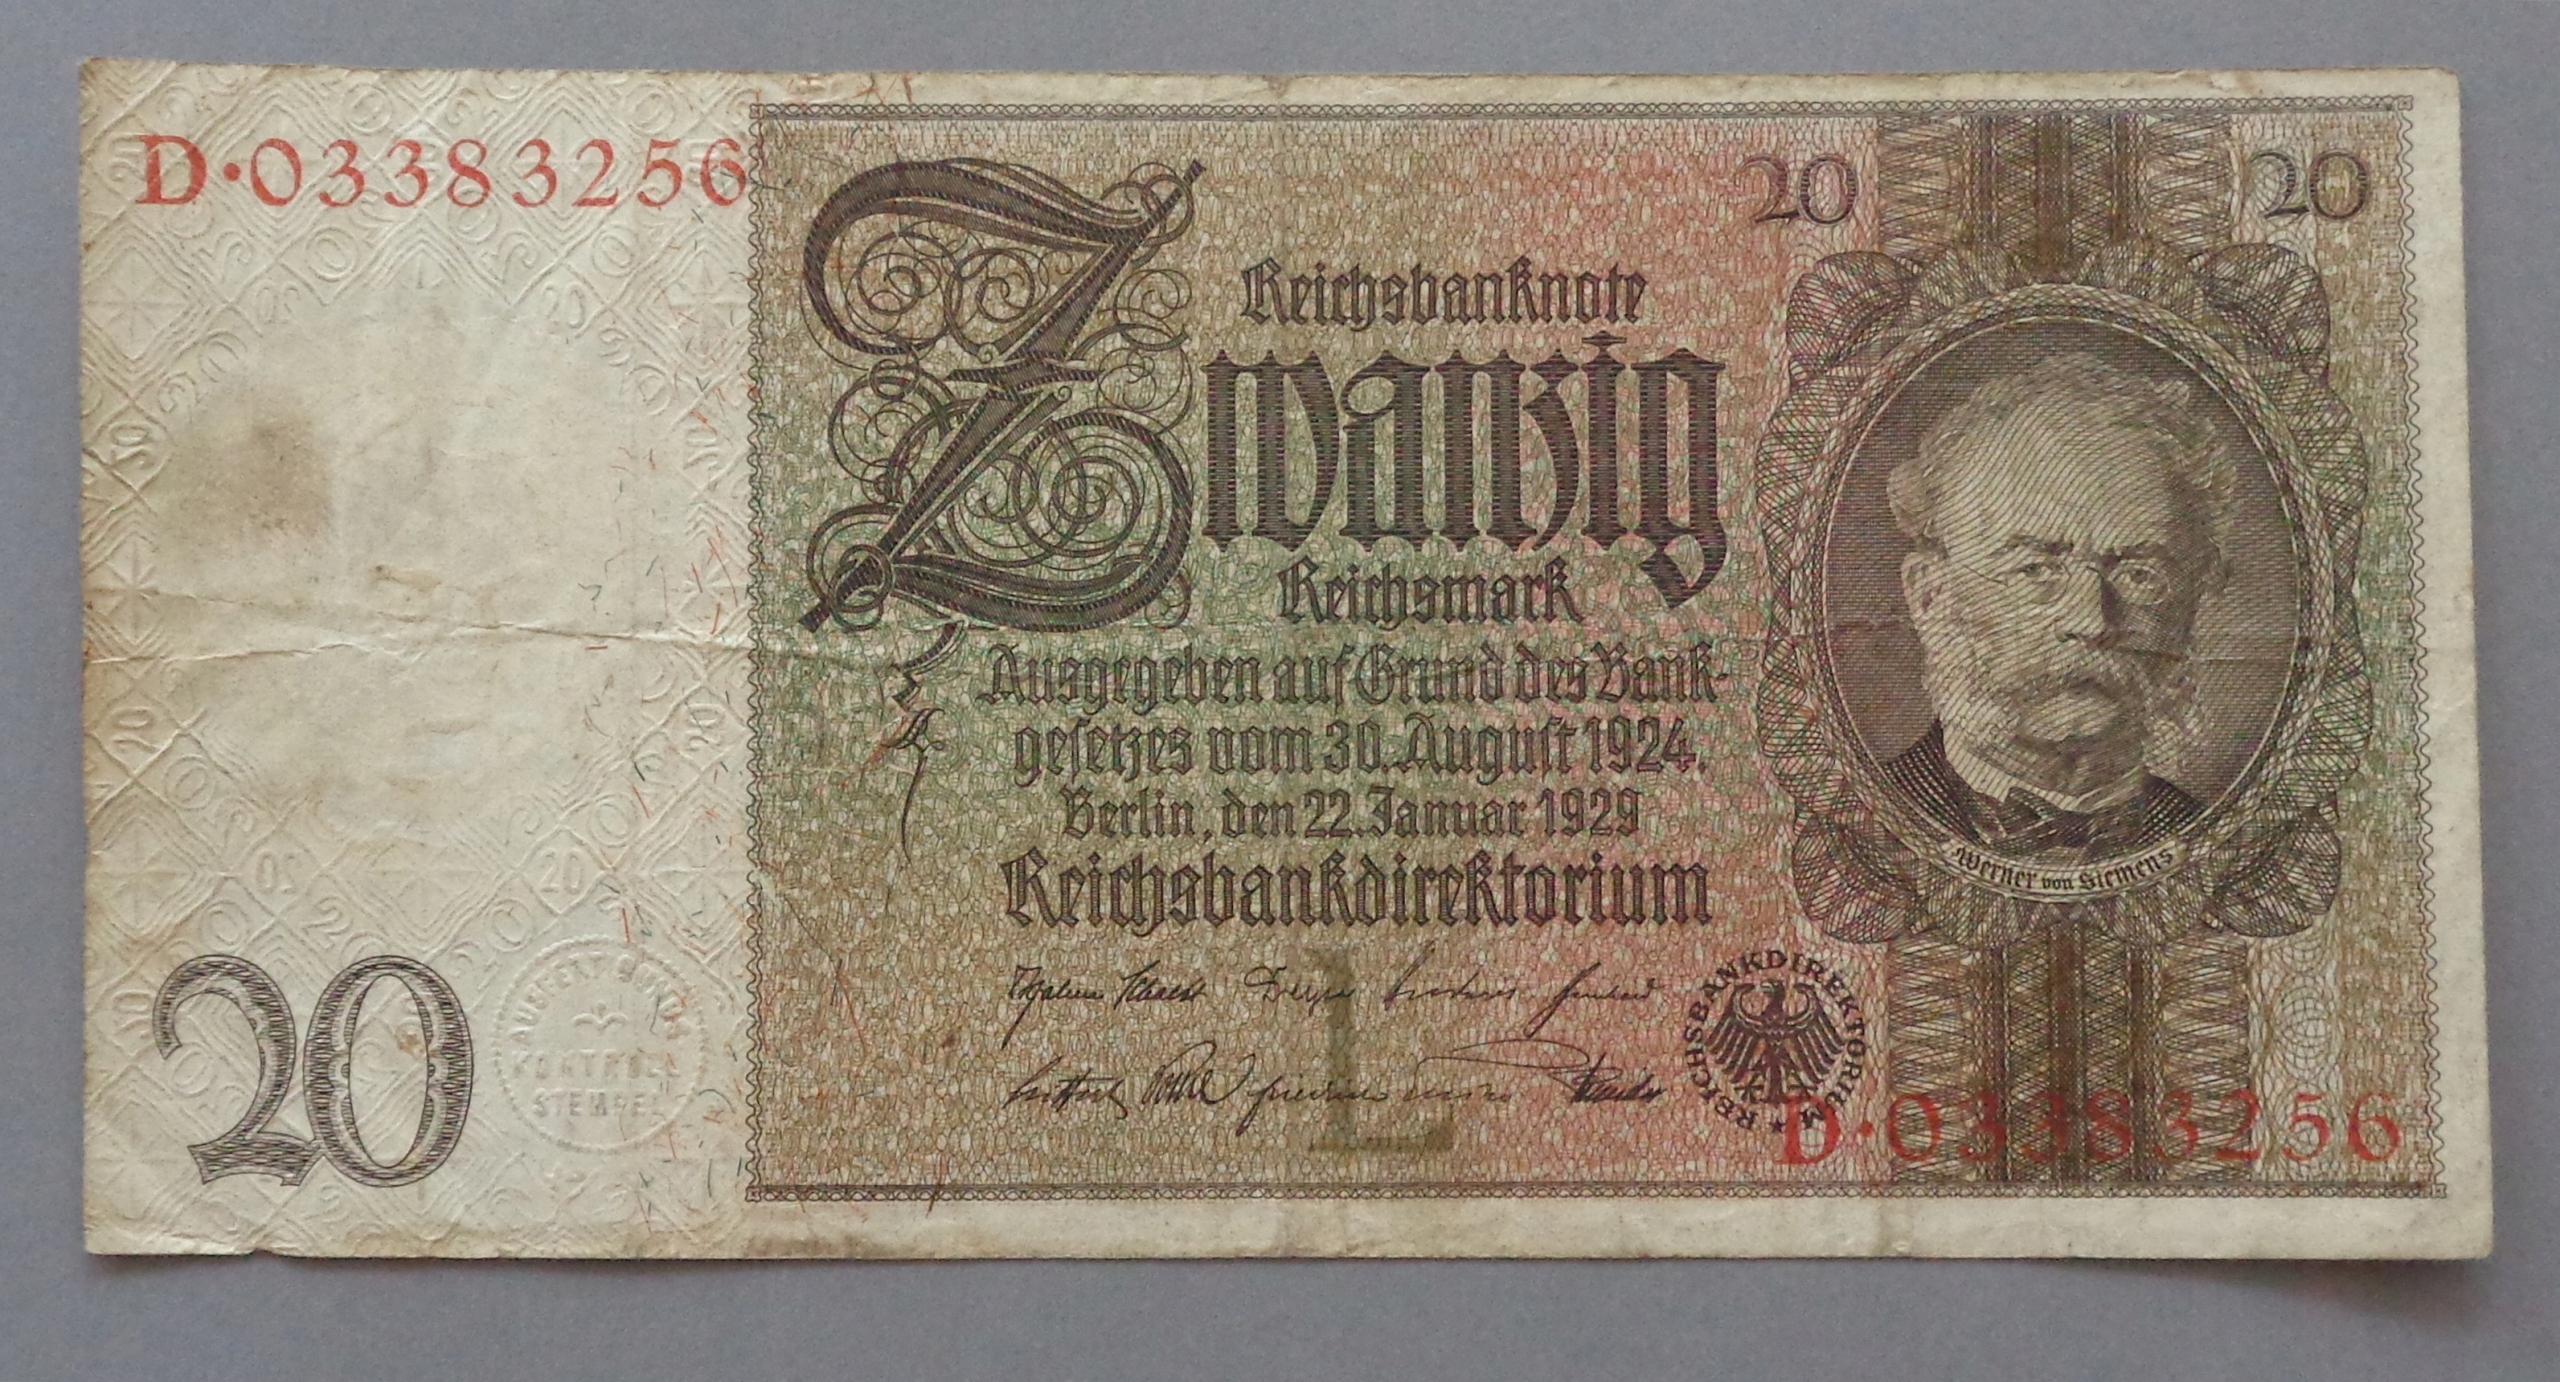 D·03383256
20 20
Reichsbanknote
Zwanzig
Reichsmark
Ausgegeben auf Grund des Bank-
gesetzes vom 30. August 1924.
Berlin, den 22. Januar 1929
Reichsbankdirektorium
Werner von Siemens
L
REICHSBANKDIREKTORIUM
20
AUSFERTIGUNGS
KONTROLL
STEMPEL
D·03383256